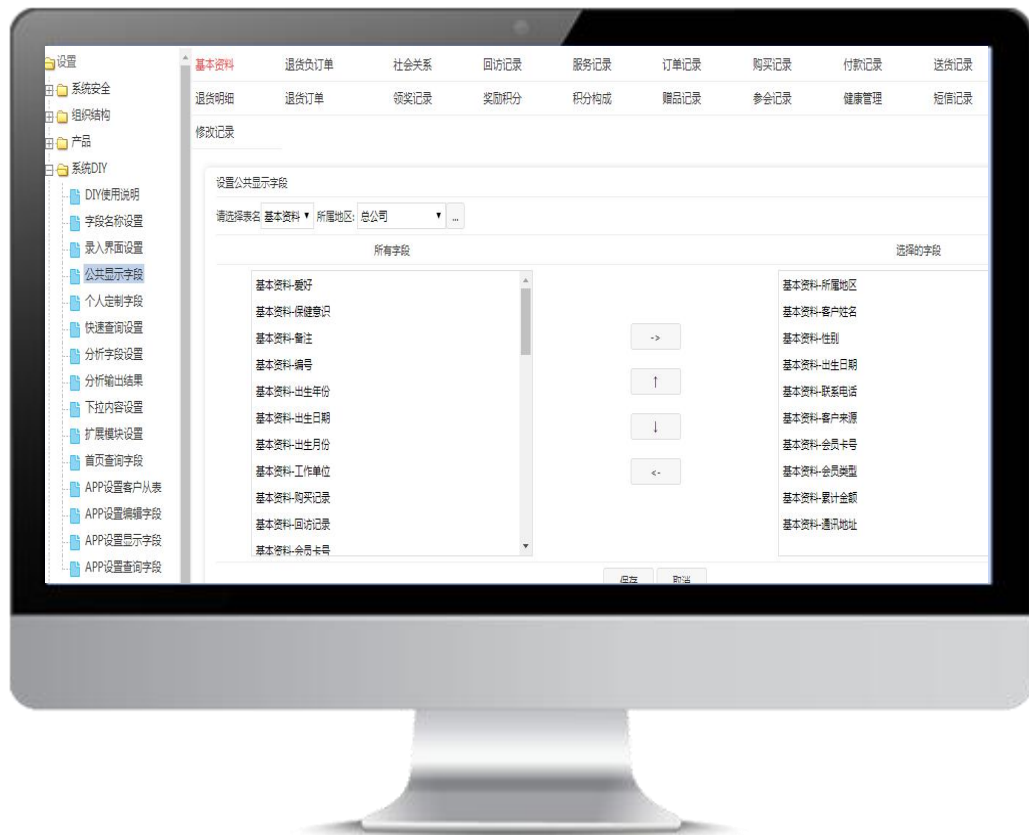 设置
系统安全
组织结构
产品
系统DIY
DIY使用说明
字段名称设置
录入界面设置
公共显示字段
个人定制字段
快速查询设置
分析字段设置
分析输出结果
下拉内容设置
扩展模块设置
首页查询字段
APP设置客户从表
APP设置编辑字段
APP设置显示字段
APP设置查询字段
基本资料 退货负订单 社会关系 回访记录 服务记录 订单记录 购买记录 付款记录 送货记录
退货明细 退货订单 领奖记录 奖励积分 积分构成 赠品记录 参会记录 健康管理 短信记录
修改记录
设置公共显示字段
请选择表名 基本资料 所属地区: 总公司 ...
所有字段 选择的字段
基本资料-爱好
基本资料-保健意识
基本资料-备注
基本资料-编号
基本资料-出生年份
基本资料-出生日期
基本资料-出生月份
基本资料-工作单位
基本资料-购买记录
基本资料-回访记录
基本资料-会员卡号
->
↑
↓
<-
基本资料-所属地区
基本资料-客户姓名
基本资料-性别
基本资料-出生日期
基本资料-联系电话
基本资料-客户来源
基本资料-会员卡号
基本资料-会员类型
基本资料-累计金额
基本资料-通讯地址
保存 取消